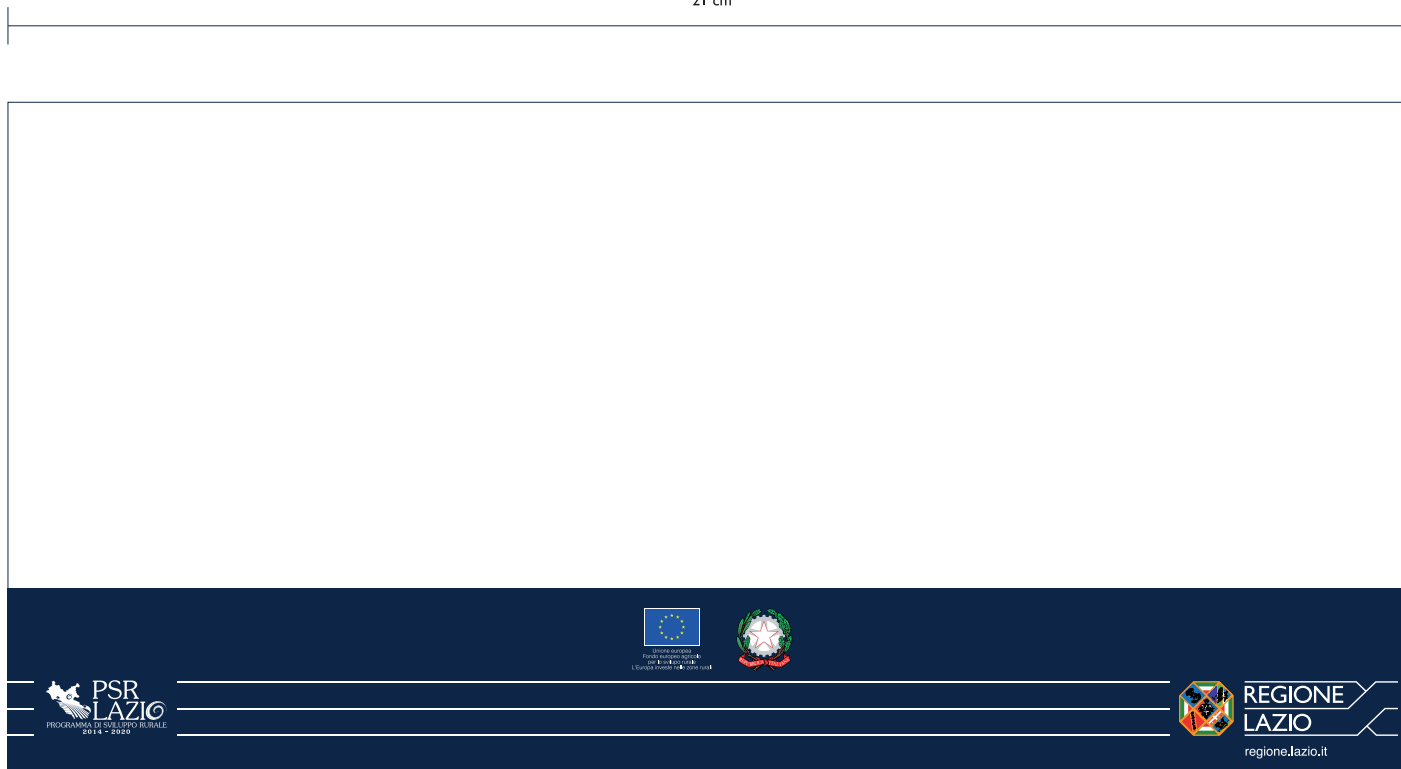 21 cm
Unione europea
Fondo europeo agricolo
per lo sviluppo rurale
L'Europa investe nelle zone rurali
PSR
LAZIO
PROGRAMMA DI SVILUPPO RURALE
2014 - 2020
REGIONE
LAZIO
regione.lazio.it